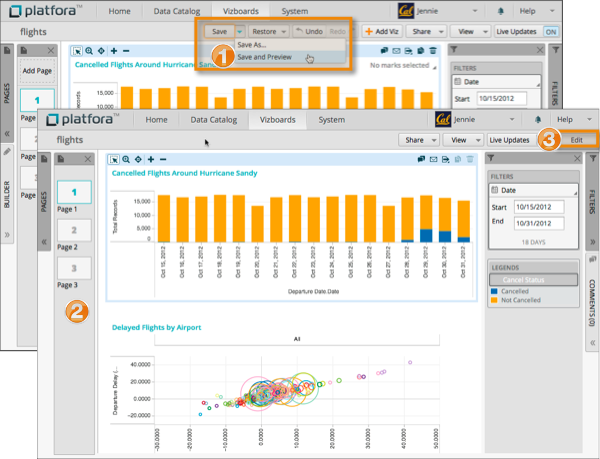 platfora
Home Data Catalog Vizboards System
Cal Jennie Help
flights
Save Restore Undo Redo
Add Viz Share View Live Updates ON
Save As...
Save and Preview
1
PAGES
BUILDER
Add Page
1
2
3
Cancelled Flights Around Hurricane Sandy
No marks selected
15,000
10,000
FILTERS
Date
Start 10/15/2012
FILTERS
platfora
Home Data Catalog Vizboards System
Cal Jennie Help
flights
Share View Live Updates 3 Edit
PAGES
1
Page 1
2
Page 2
3
Page 3
2
Cancelled Flights Around Hurricane Sandy
Total Records
15,000
10,000
5,000
0
Oct 15, 2012
Oct 16, 2012
Oct 17, 2012
Oct 18, 2012
Oct 19, 2012
Oct 20, 2012
Oct 21, 2012
Oct 22, 2012
Oct 23, 2012
Oct 24, 2012
Oct 25, 2012
Oct 26, 2012
Oct 27, 2012
Oct 28, 2012
Oct 29, 2012
Oct 30, 2012
Oct 31, 2012
Departure Date Date
Delayed Flights by Airport
All
Departure Delay (...
40.0000
20.0000
0.0000
-20.0000
-30.0000
-20.0000
-10.0000
0.0000
10.0000
20.0000
30.0000
40.0000
50.0000
FILTERS
Date
Start 10/15/2012
End 10/31/2012
18 DAYS
LEGENDS
Cancel Status
Cancelled
Not Cancelled
FILTERS
COMMENTS (0)